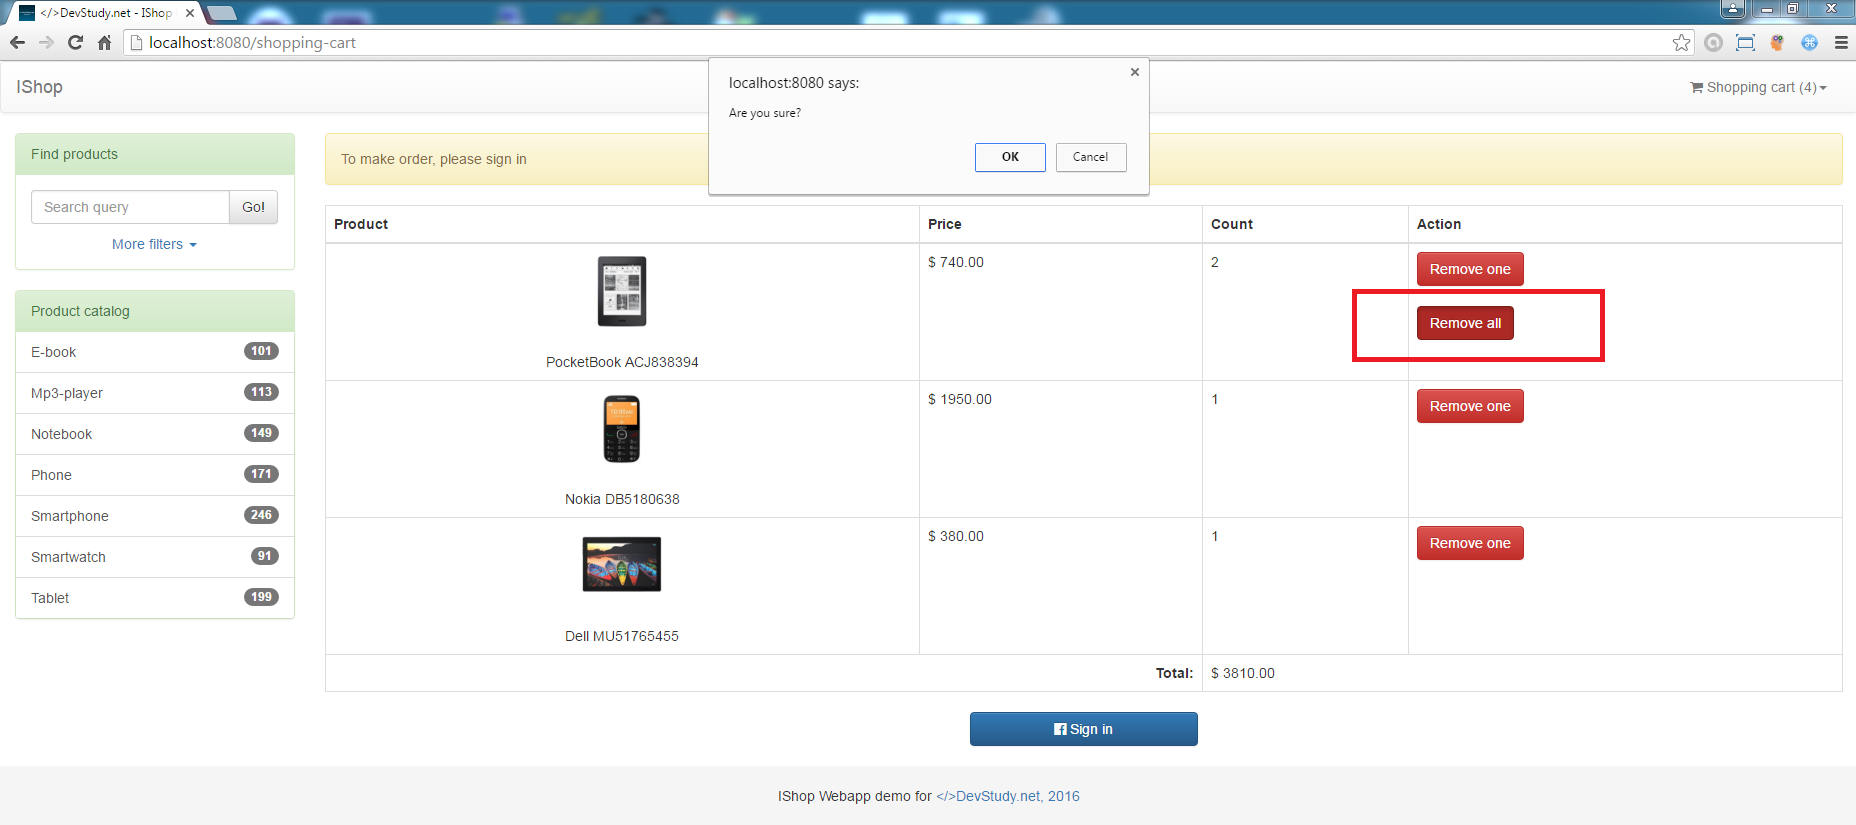 </>DevStudy.net - IShop
localhost:8080/shopping-cart
localhost:8080 says:
Are you sure?
OK
Cancel
IShop
Shopping cart (4)
Find products
Search query
Go!
More filters
Product catalog
E-book 101
Mp3-player 113
Notebook 149
Phone 171
Smartphone 246
Smartwatch 91
Tablet 199
To make order, please sign in
Product Price Count Action
$ 740.00 2 Remove one
Remove all
PocketBook ACJ838394
$ 1950.00 1 Remove one
Nokia DB5180638
$ 380.00 1 Remove one
Dell MU51765455
Total: $ 3810.00
Sign in
IShop Webapp demo for </>DevStudy.net, 2016